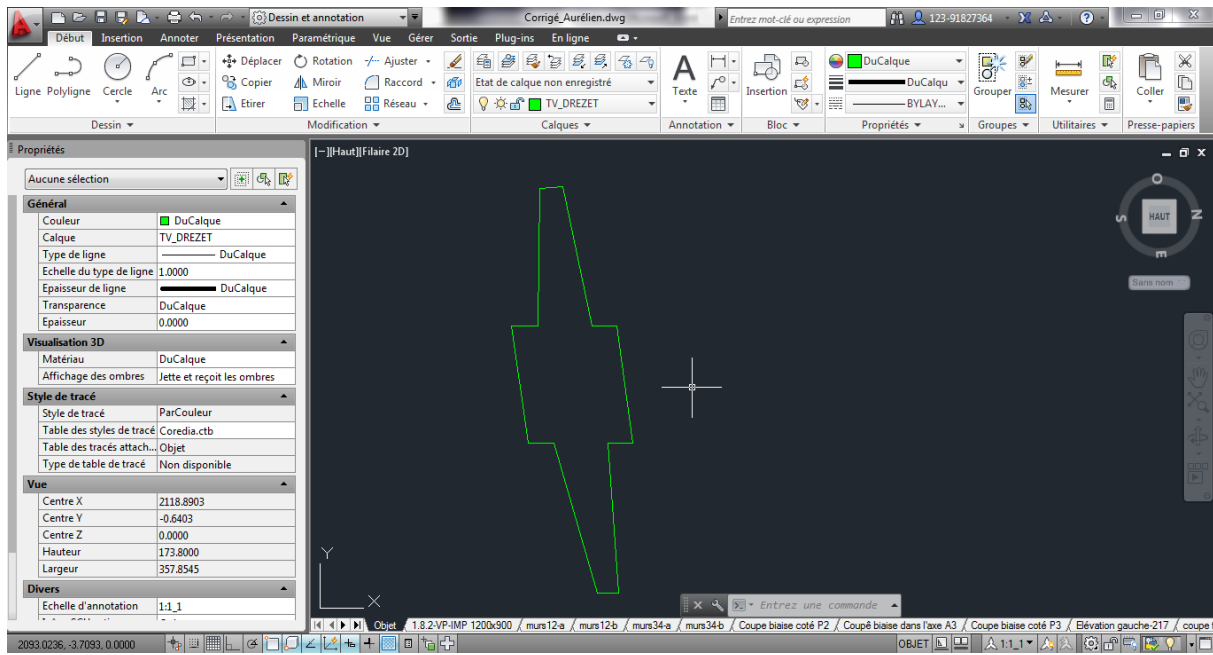 Dessin et annotation
Corrigé_Aurélien.dwg
Entrez mot-clé ou expression
123-91827364
Début Insertion Annoter Présentation Paramétrique Vue Gérer Sortie Plug-ins En ligne
Ligne Polyligne Cercle Arc
Déplacer Rotation Ajuster
Copier Miroir Raccord
Etirer Echelle Réseau
Etat de calque non enregistré
TV_DREZET
Texte
Insertion
DuCalque
DuCalqu
BYLAY...
Grouper
Mesurer
Coller
Dessin Modification Calques Annotation Bloc Propriétés Groupes Utilitaires Presse-papiers
Propriétés
Aucune sélection
Général
Couleur DuCalque
Calque TV_DREZET
Type de ligne DuCalque
Echelle du type de ligne 1.0000
Epaisseur de ligne DuCalque
Transparence DuCalque
Epaisseur 0.0000
Visualisation 3D
Matériau DuCalque
Affichage des ombres Jette et reçoit les ombres
Style de tracé
Style de tracé ParCouleur
Table des styles de tracé Coredia.ctb
Table des tracés attach... Objet
Type de table de tracé Non disponible
Vue
Centre X 2118.8903
Centre Y -0.6403
Centre Z 0.0000
Hauteur 173.8000
Largeur 357.8545
Divers
Echelle d'annotation 1:1_1
[−][Haut][Filaire 2D]
O
S HAUT N
E
Sans nom
Y
X
Entrez une commande
Objet 1.8.2-VP-IMP 1200x900 murs12-a murs12-b murs34-a murs34-b Coupe biaise coté P2 Coupê biaise dans l'axe A3 Coupe biaise coté P3 Elévation gauche-217 coupe
2093.0236, -3.7093, 0.0000
OBJET
1:1_1